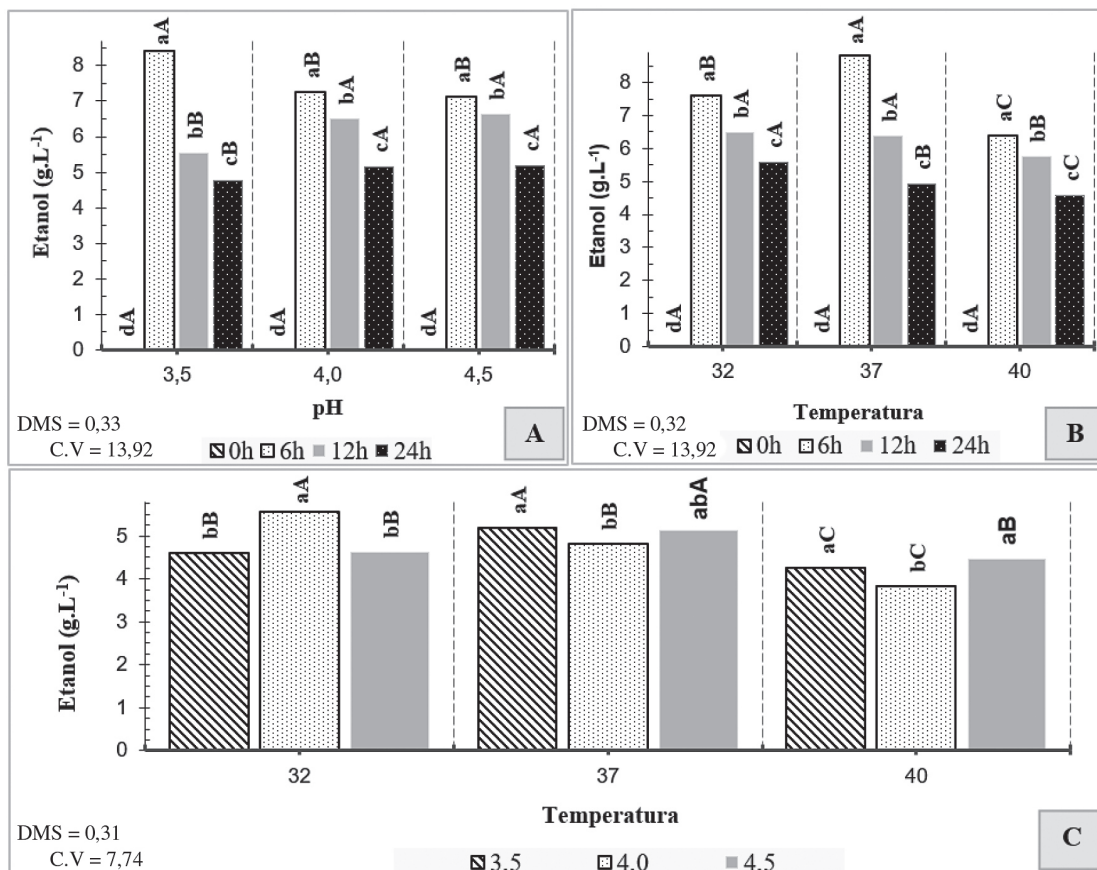 aA
aB
aB
bB
bA
bA
cB
cA
cA
dA
dA
dA
Etanol (g.L⁻¹)
8
7
6
5
4
3
2
1
0
3,5 4,0 4,5
pH
DMS = 0,33
C.V = 13,92
0h 6h 12h 24h
A
aB
aA
aC
bA
bA
bB
cA
cB
cC
dA
dA
dA
Etanol (g.L⁻¹)
8
7
6
5
4
3
2
1
0
32 37 40
Temperatura
DMS = 0,32
C.V = 13,92
0h 6h 12h 24h
B
bB aA bB
aA bB abA
aC bC aB
Etanol (g.L⁻¹)
5
4
3
2
1
0
32 37 40
Temperatura
DMS = 0,31
C.V = 7,74
3,5 4,0 4,5
C